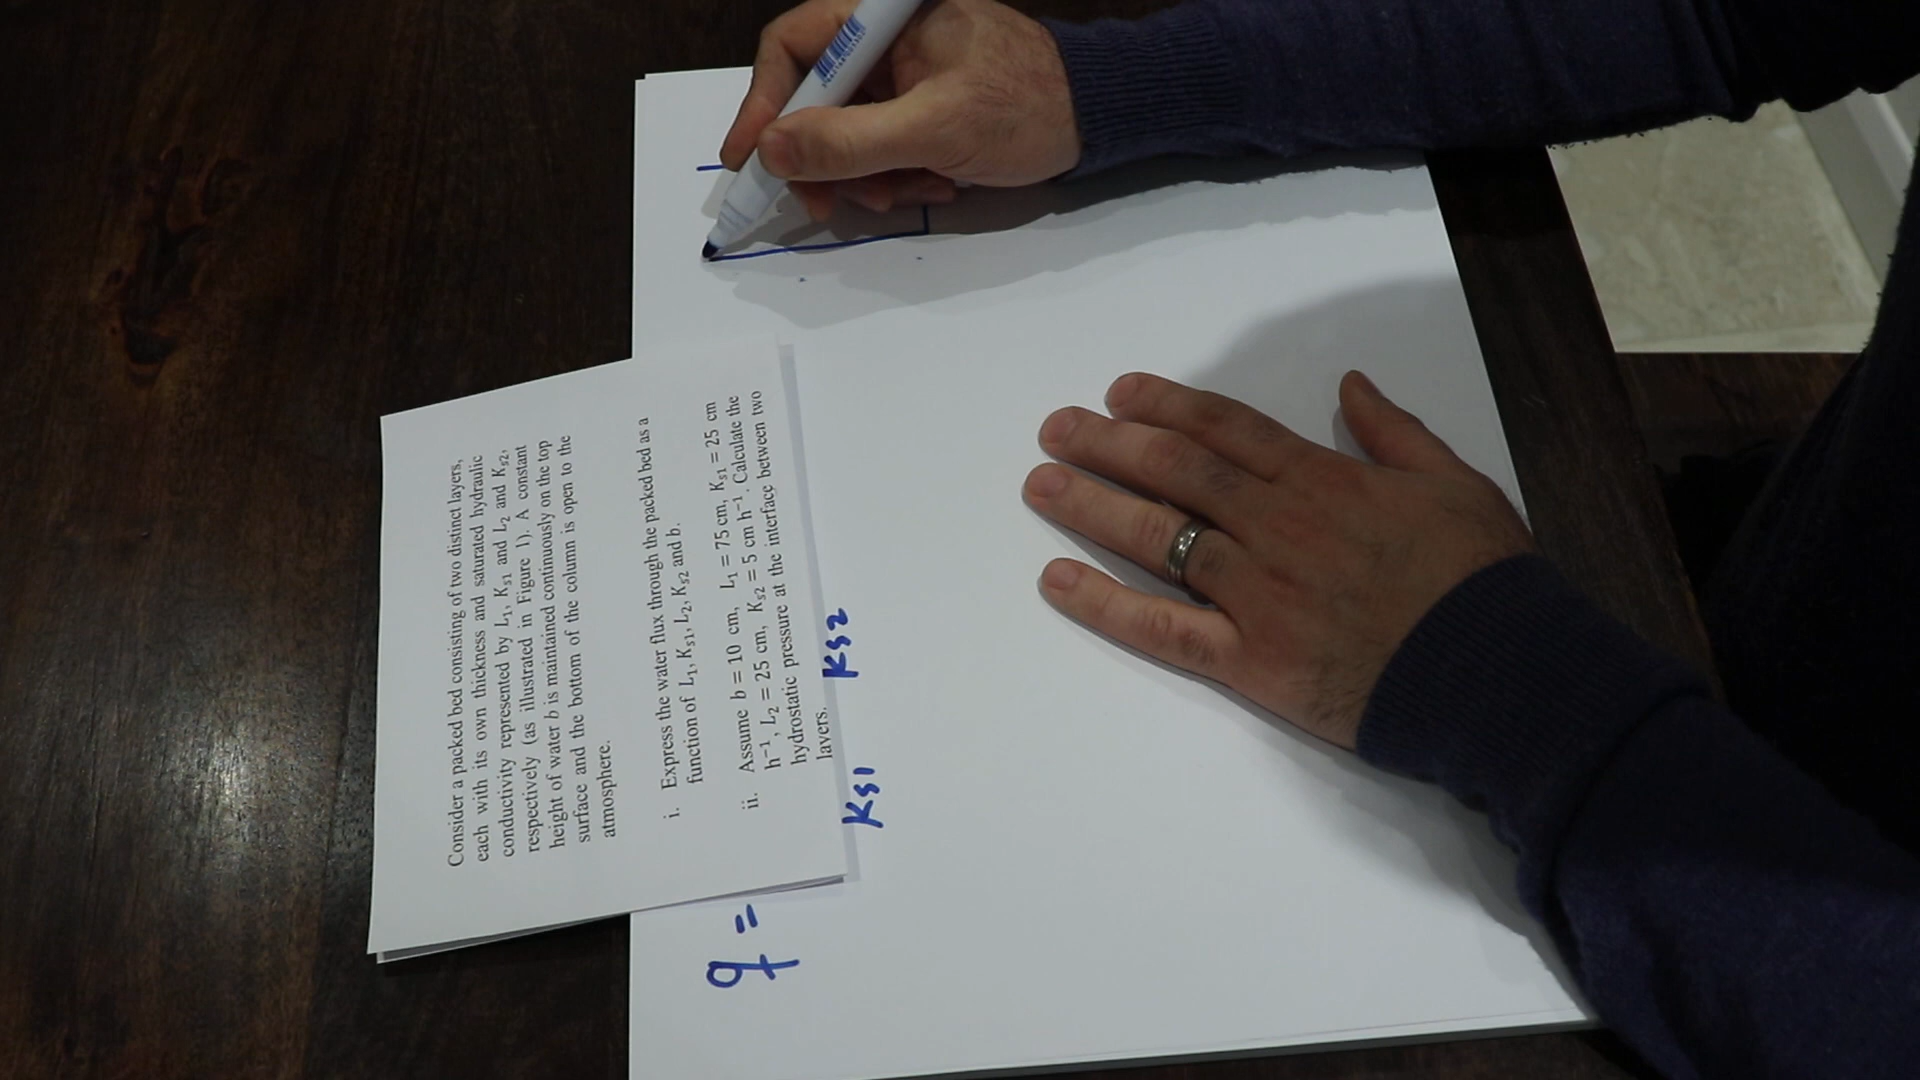 Consider a packed bed consisting of two distinct layers,
each with its own thickness and saturated hydraulic
conductivity represented by L₁, Kₛ₁ and L₂ and Kₛ₂,
respectively (as illustrated in Figure 1). A constant
height of water b is maintained continuously on the top
surface and the bottom of the column is open to the
atmosphere.
i. Express the water flux through the packed bed as a
function of L₁, Kₛ₁, L₂, Kₛ₂ and b.
ii. Assume b = 10 cm, L₁ = 75 cm, Kₛ₁ = 25 cm
h⁻¹, L₂ = 25 cm, Kₛ₂ = 5 cm h⁻¹. Calculate the
hydrostatic pressure at the interface between two
layers.
q =
Ks1 Ks2